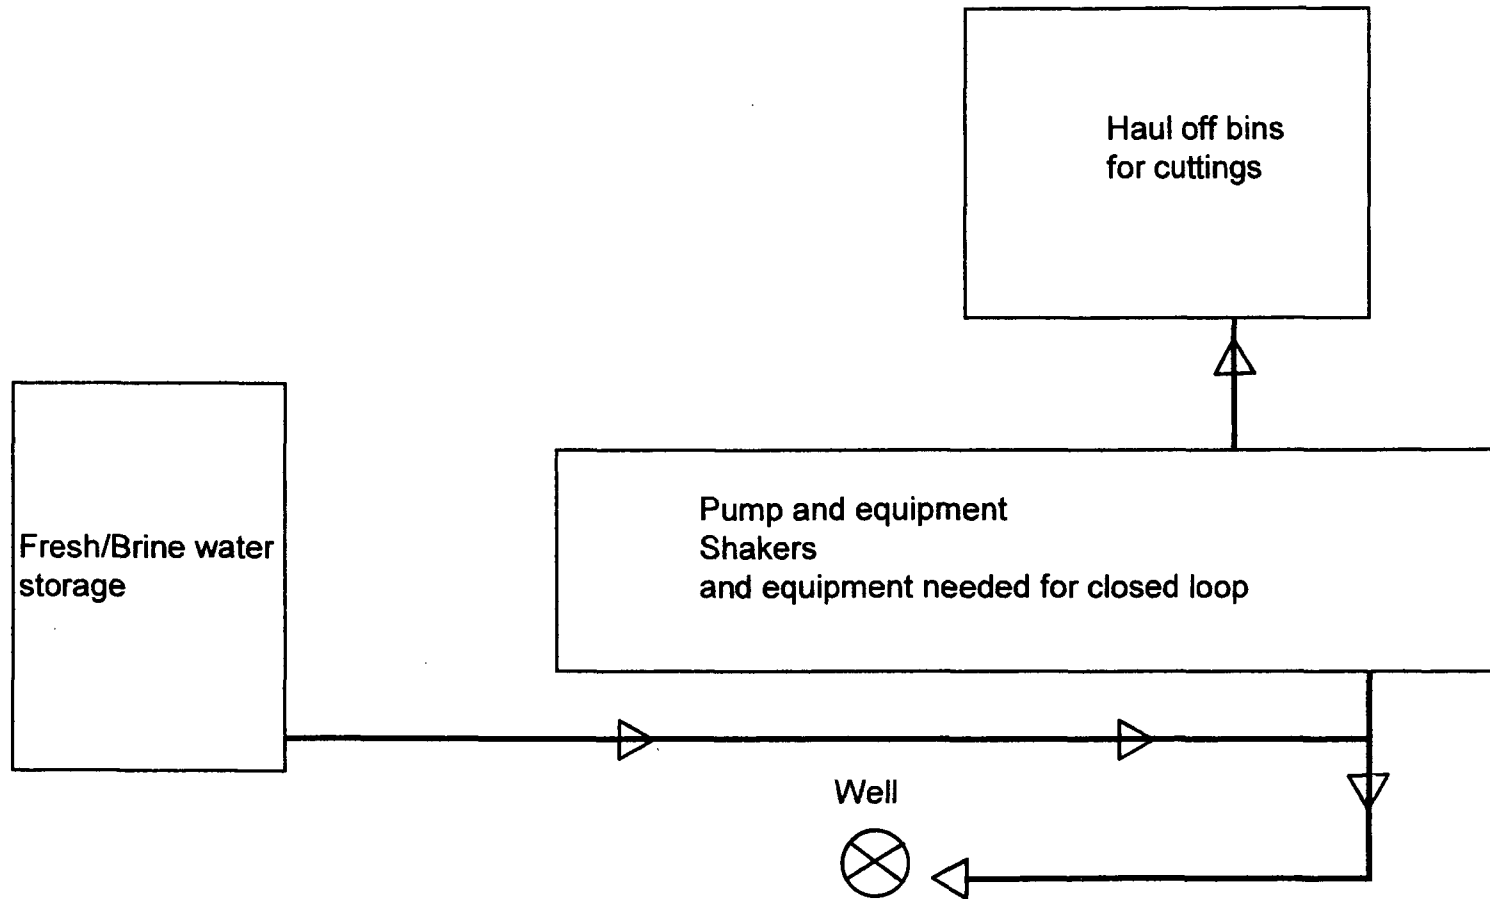 Haul off bins
for cuttings
Fresh/Brine water
storage
Pump and equipment
Shakers
and equipment needed for closed loop
Well